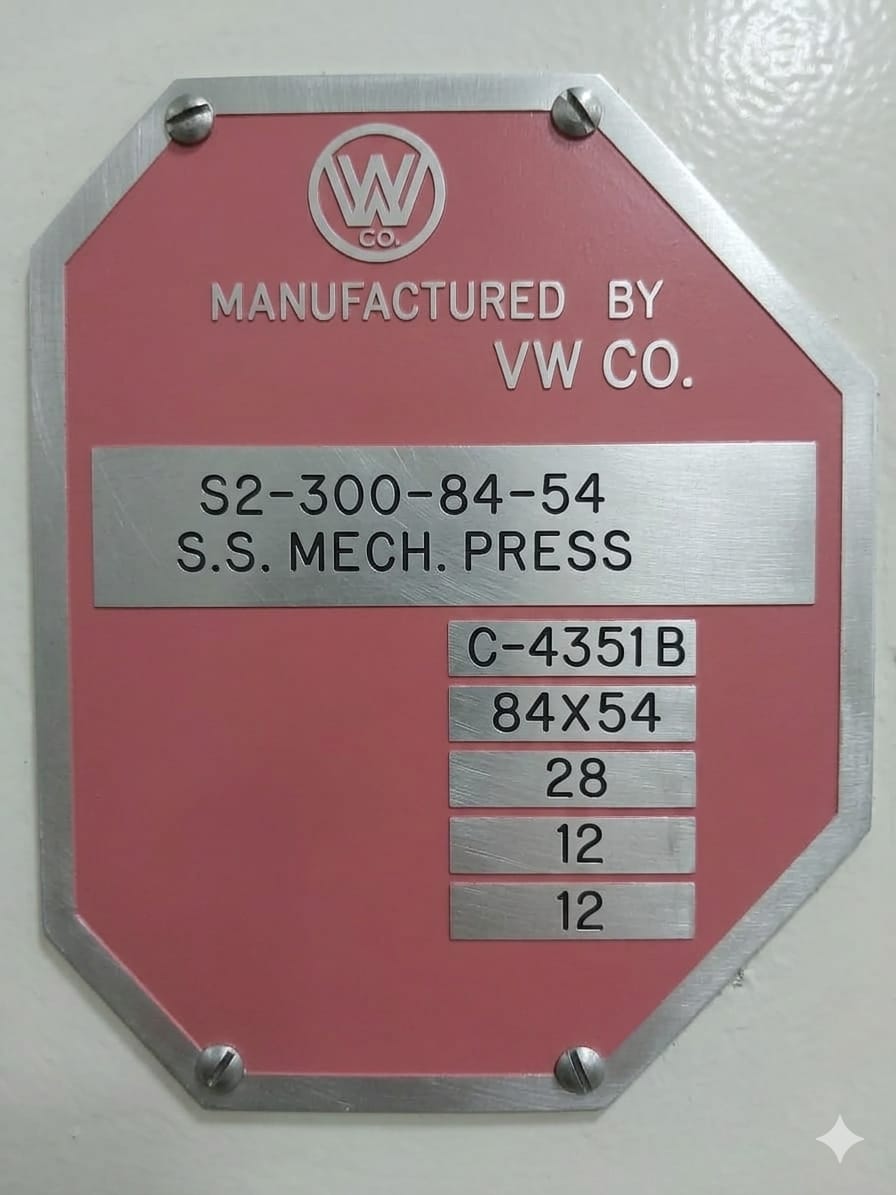 VW
CO.
MANUFACTURED BY
VW CO.
S2-300-84-54
S.S. MECH. PRESS
C-4351B
84X54
28
12
12